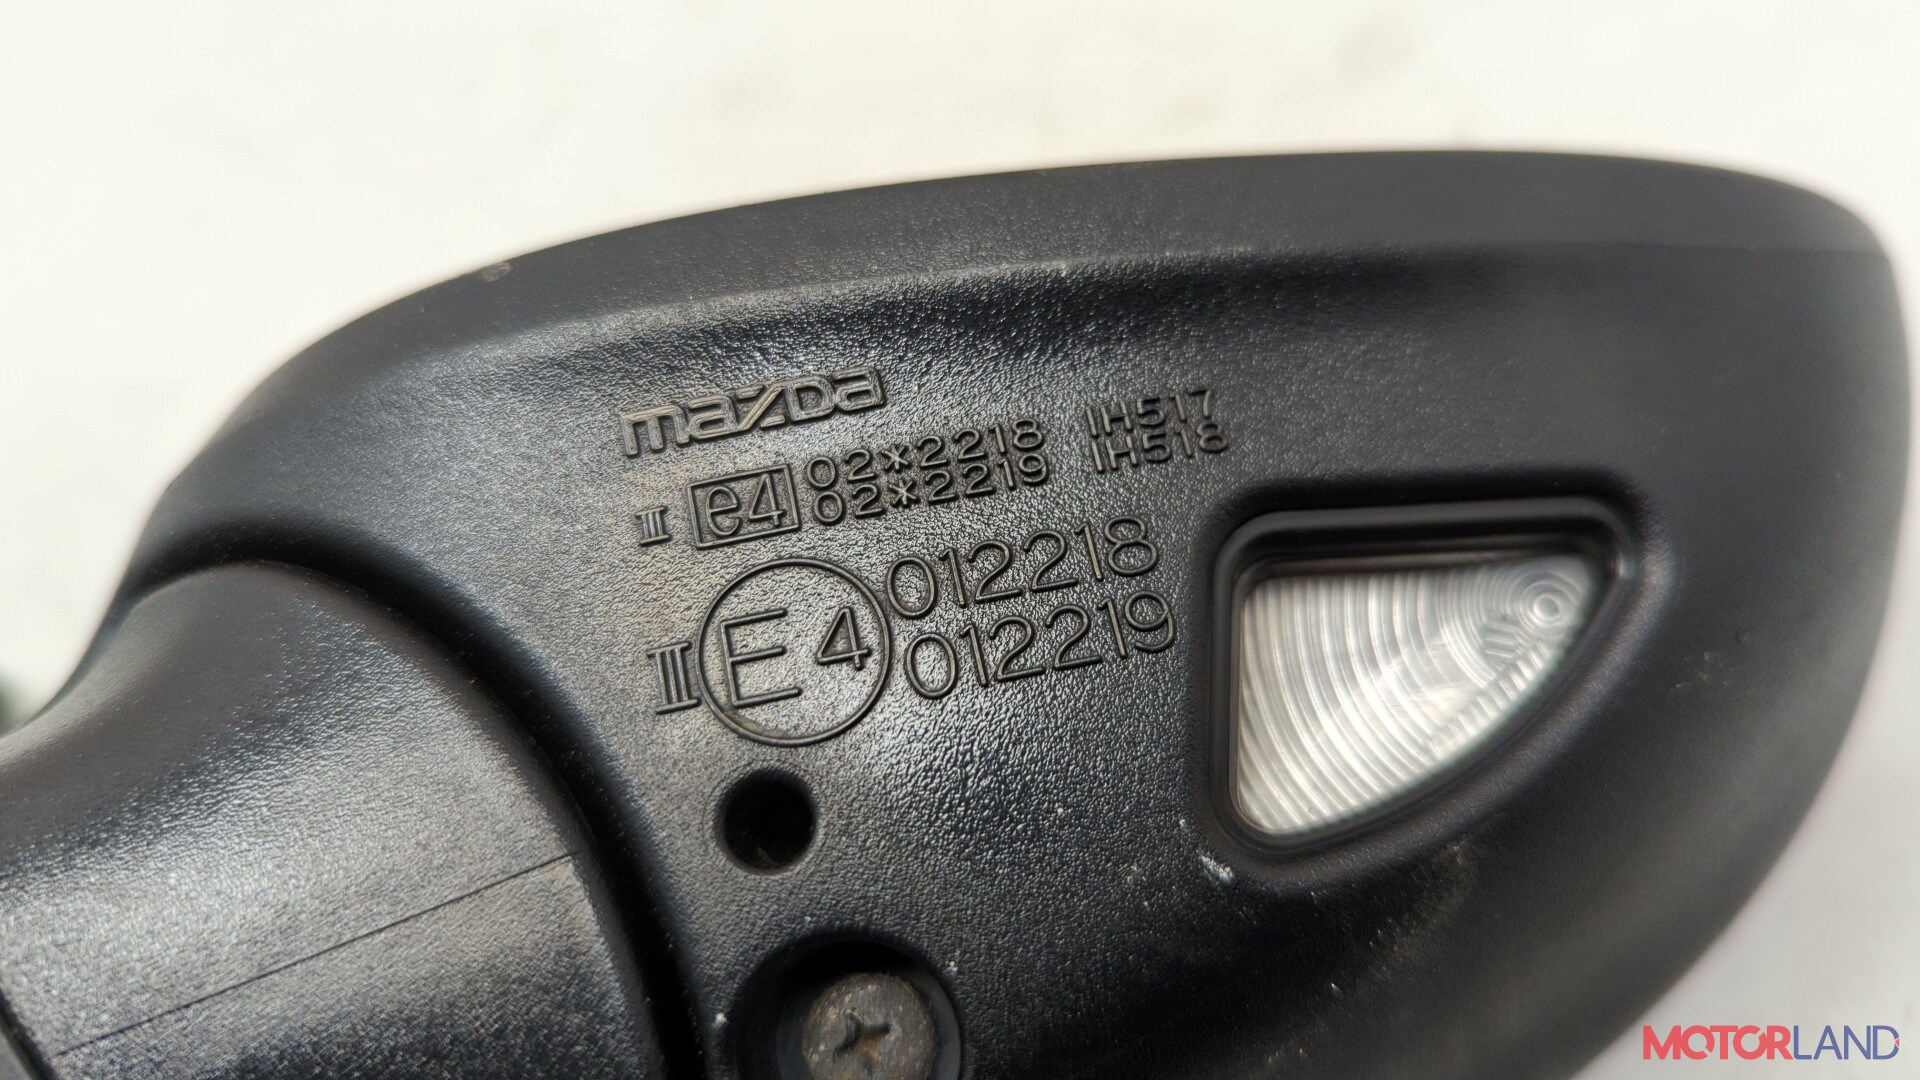 mazda
02*2218 IH517
III e4 02*2219 IH518
012218
III E4 012219
MOTORLAND